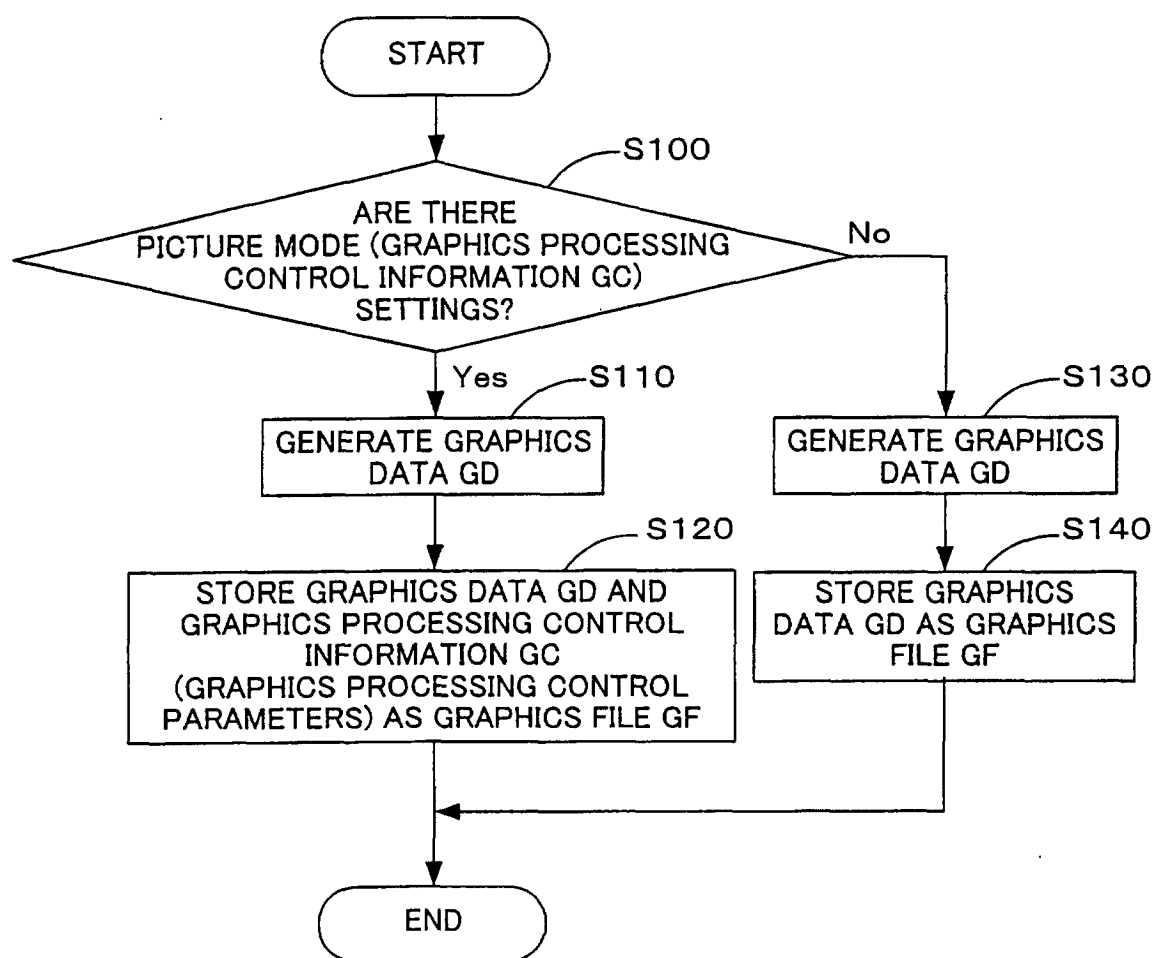 START
S100
ARE THERE
PICTURE MODE (GRAPHICS PROCESSING
CONTROL INFORMATION GC)
SETTINGS?
No
Yes
S110
GENERATE GRAPHICS
DATA GD
S130
GENERATE GRAPHICS
DATA GD
S120
STORE GRAPHICS DATA GD AND
GRAPHICS PROCESSING CONTROL
INFORMATION GC
(GRAPHICS PROCESSING CONTROL
PARAMETERS) AS GRAPHICS FILE GF
S140
STORE GRAPHICS
DATA GD AS GRAPHICS
FILE GF
END